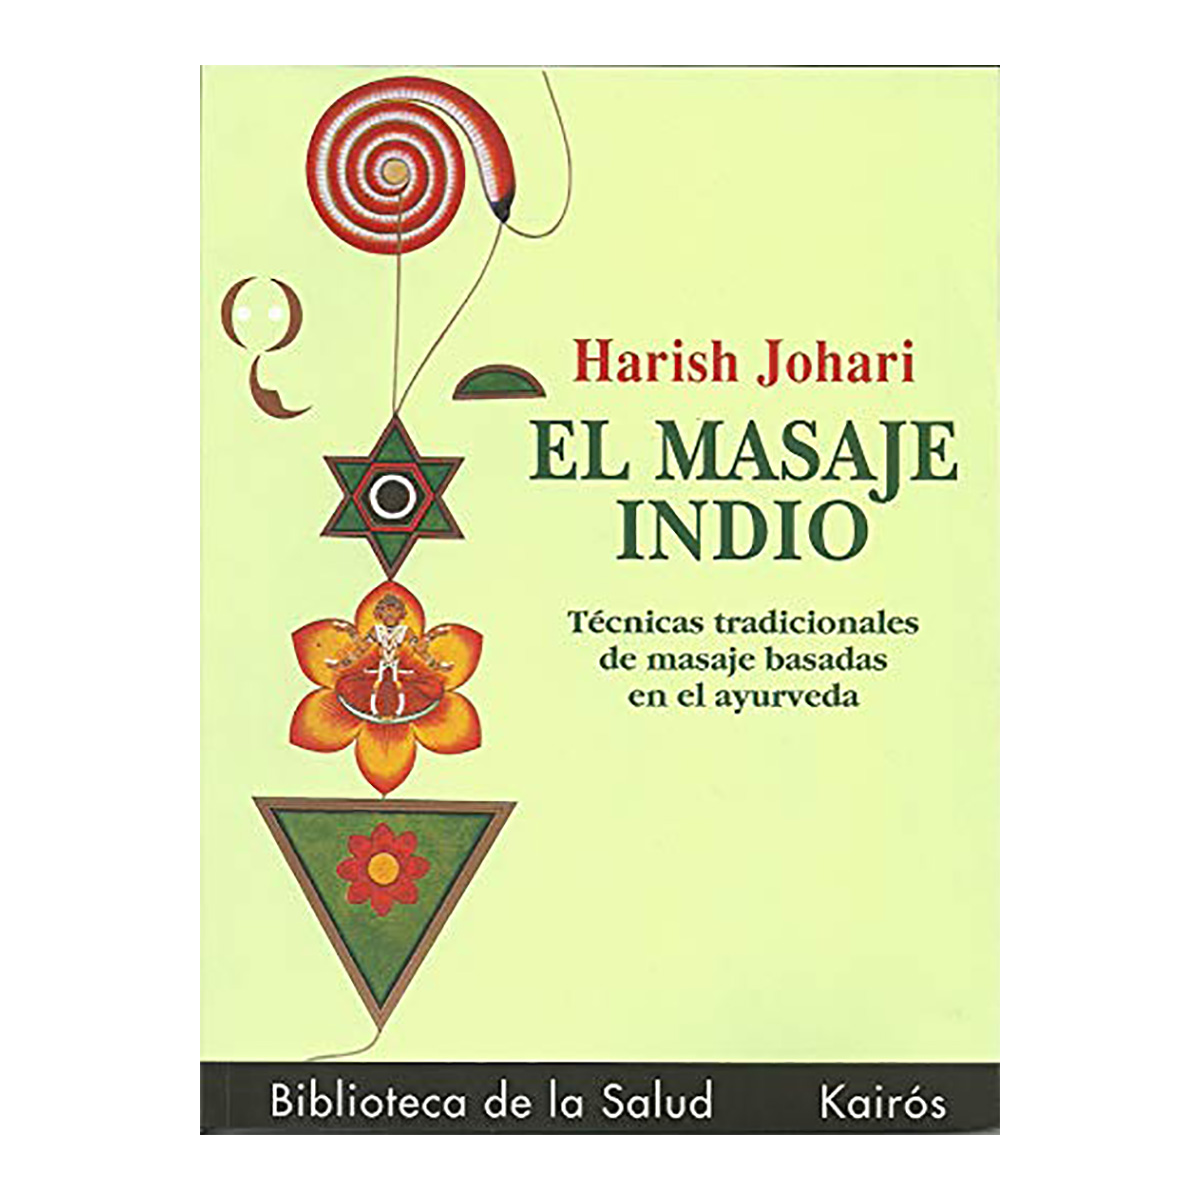 Harish Johari
EL MASAJE
INDIO
Técnicas tradicionales
de masaje basadas
en el ayurveda
Biblioteca de la Salud Kairós